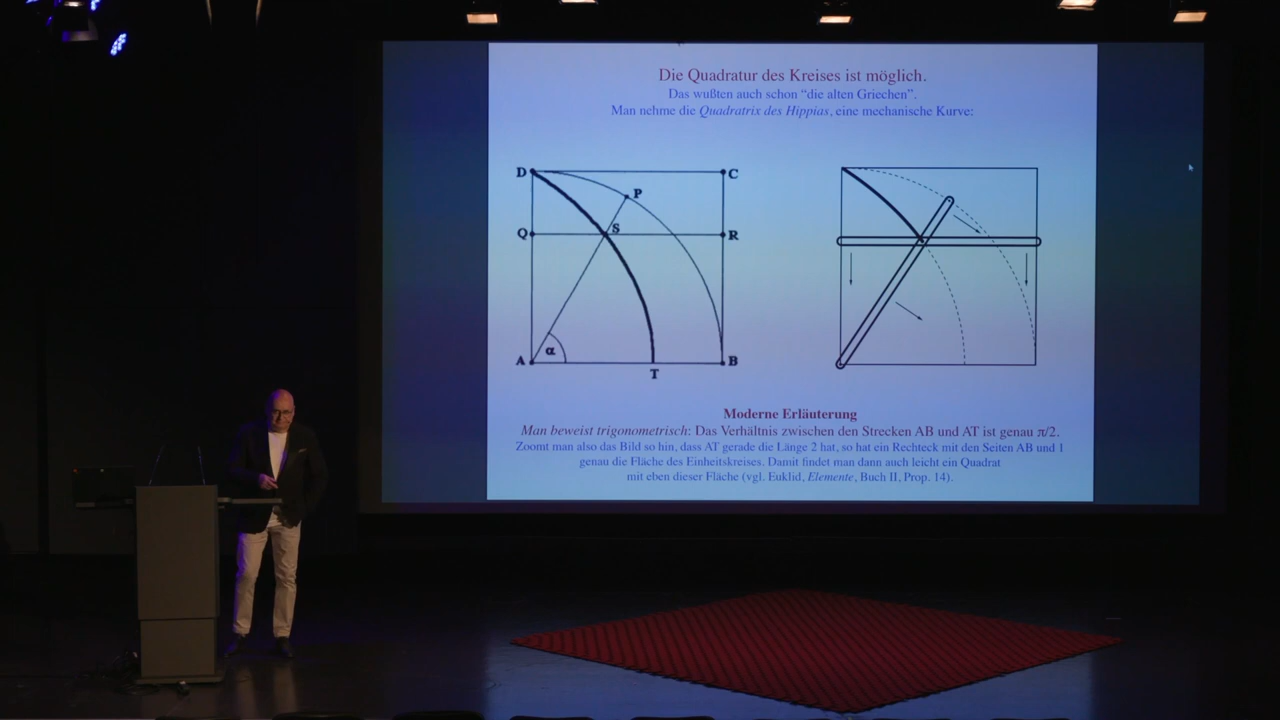 Die Quadratur des Kreises ist möglich.
Das wußten auch schon “die alten Griechen”.
Man nehme die Quadratrix des Hippias, eine mechanische Kurve:
D
C
P
Q
S
R
α
A
B
T
Moderne Erläuterung
Man beweist trigonometrisch: Das Verhältnis zwischen den Strecken AB und AT ist genau π/2.
Zoomt man also das Bild so hin, dass AT gerade die Länge 2 hat, so hat ein Rechteck mit den Seiten AB und 1
genau die Fläche des Einheitskreises. Damit findet man dann auch leicht ein Quadrat
mit eben dieser Fläche (vgl. Euklid, Elemente, Buch II, Prop. 14).